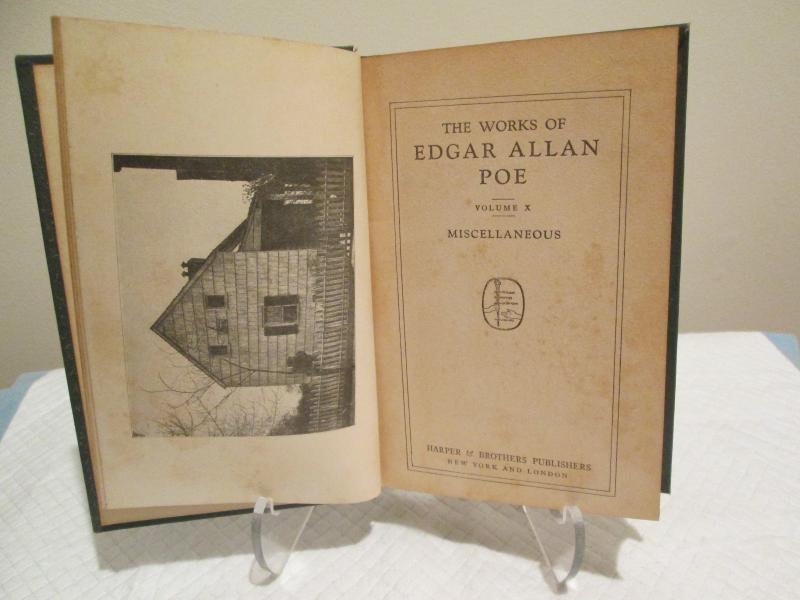 THE WORKS OF
EDGAR ALLAN
POE
VOLUME X
MISCELLANEOUS
HARPER & BROTHERS PUBLISHERS
NEW YORK AND LONDON